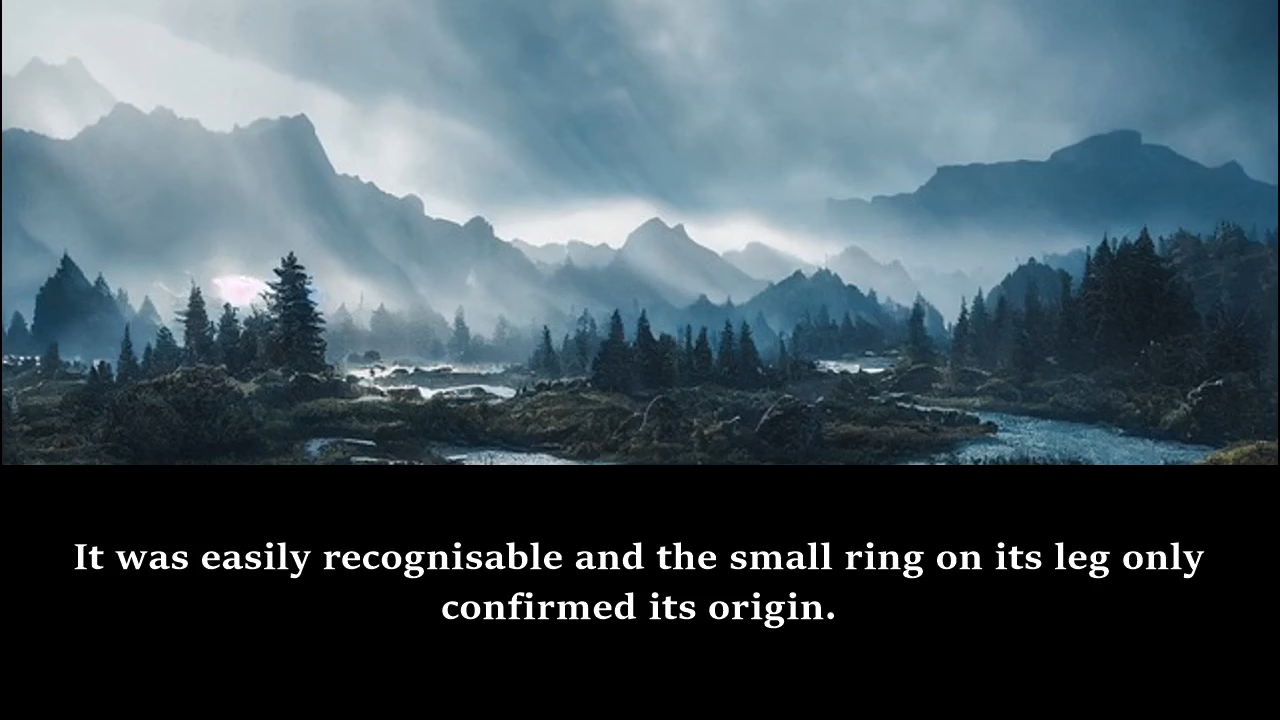 It was easily recognisable and the small ring on its leg only
confirmed its origin.